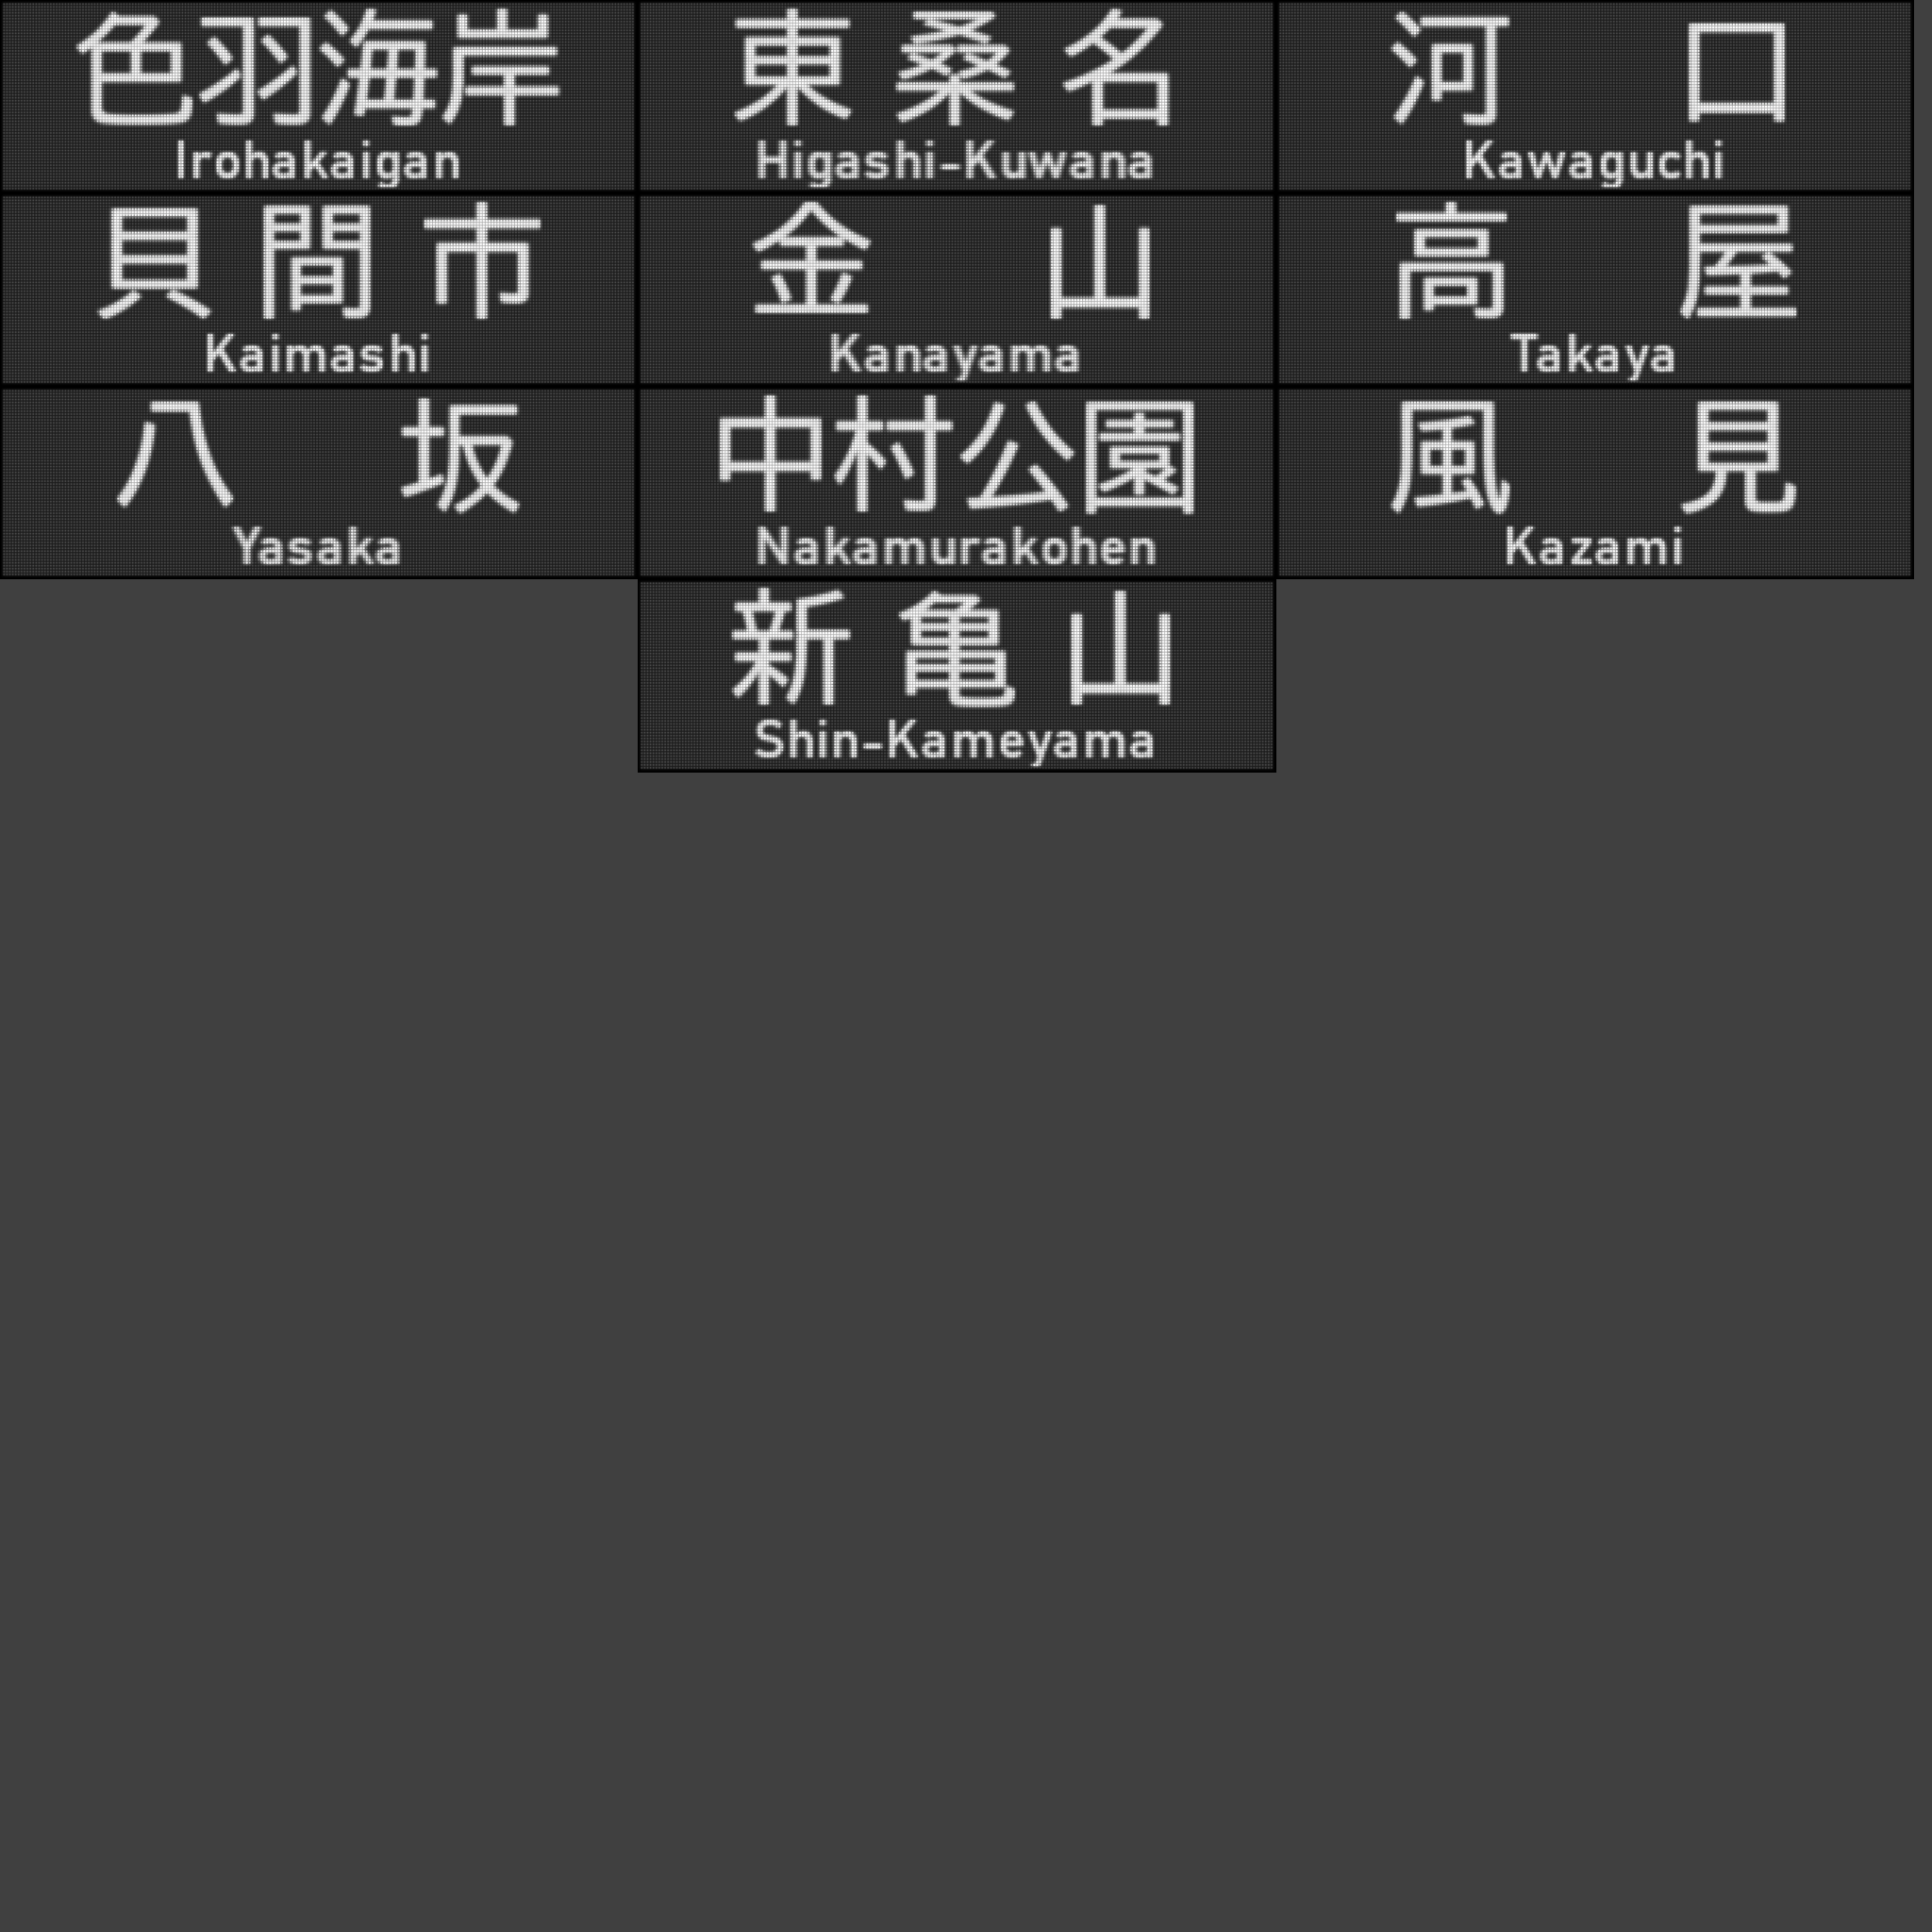 色羽海岸
Irohakaigan
東桑名
Higashi-Kuwana
河口
Kawaguchi
貝間市
Kaimashi
金山
Kanayama
高屋
Takaya
八坂
Yasaka
中村公園
Nakamurakohen
風見
Kazami
新亀山
Shin-Kameyama